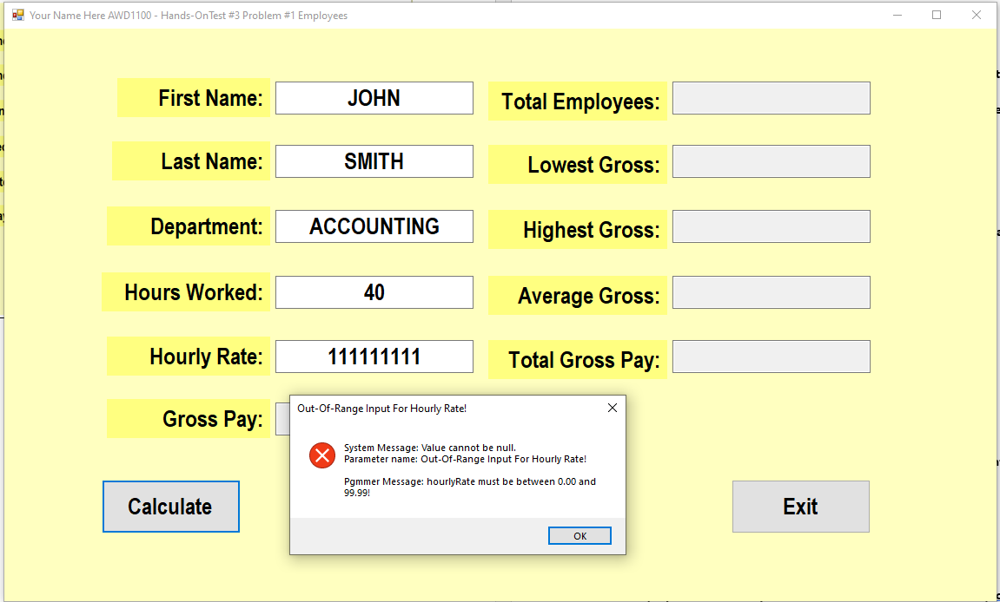 Your Name Here AWD1100 - Hands-OnTest #3 Problem #1 Employees
First Name: JOHN
Total Employees:
Last Name: SMITH
Lowest Gross:
Department: ACCOUNTING
Highest Gross:
Hours Worked: 40
Average Gross:
Hourly Rate: 111111111
Total Gross Pay:
Gross Pay:
Out-Of-Range Input For Hourly Rate!
System Message: Value cannot be null.
Parameter name: Out-Of-Range Input For Hourly Rate!
Pgmmer Message: hourlyRate must be between 0.00 and
99.99!
OK
Calculate
Exit